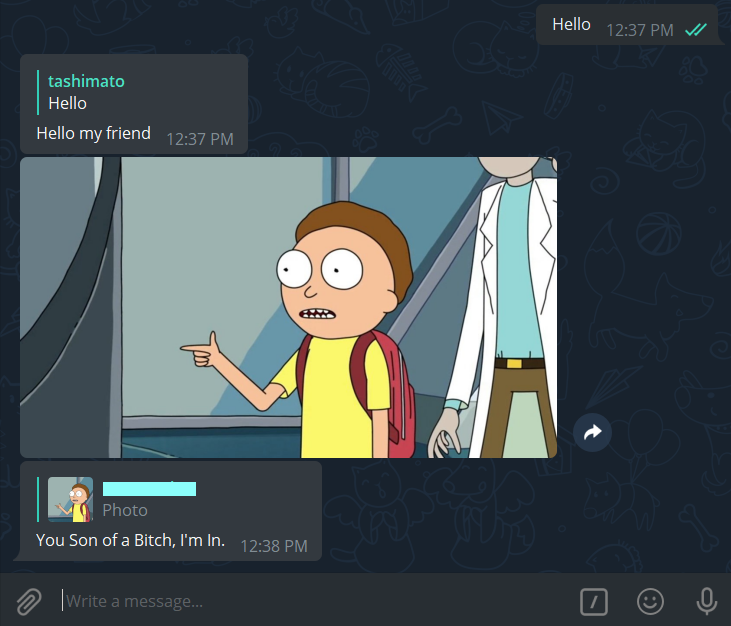 Hello 12:37 PM
tashimato
Hello
Hello my friend 12:37 PM
Photo
You Son of a Bitch, I'm In. 12:38 PM
Write a message...